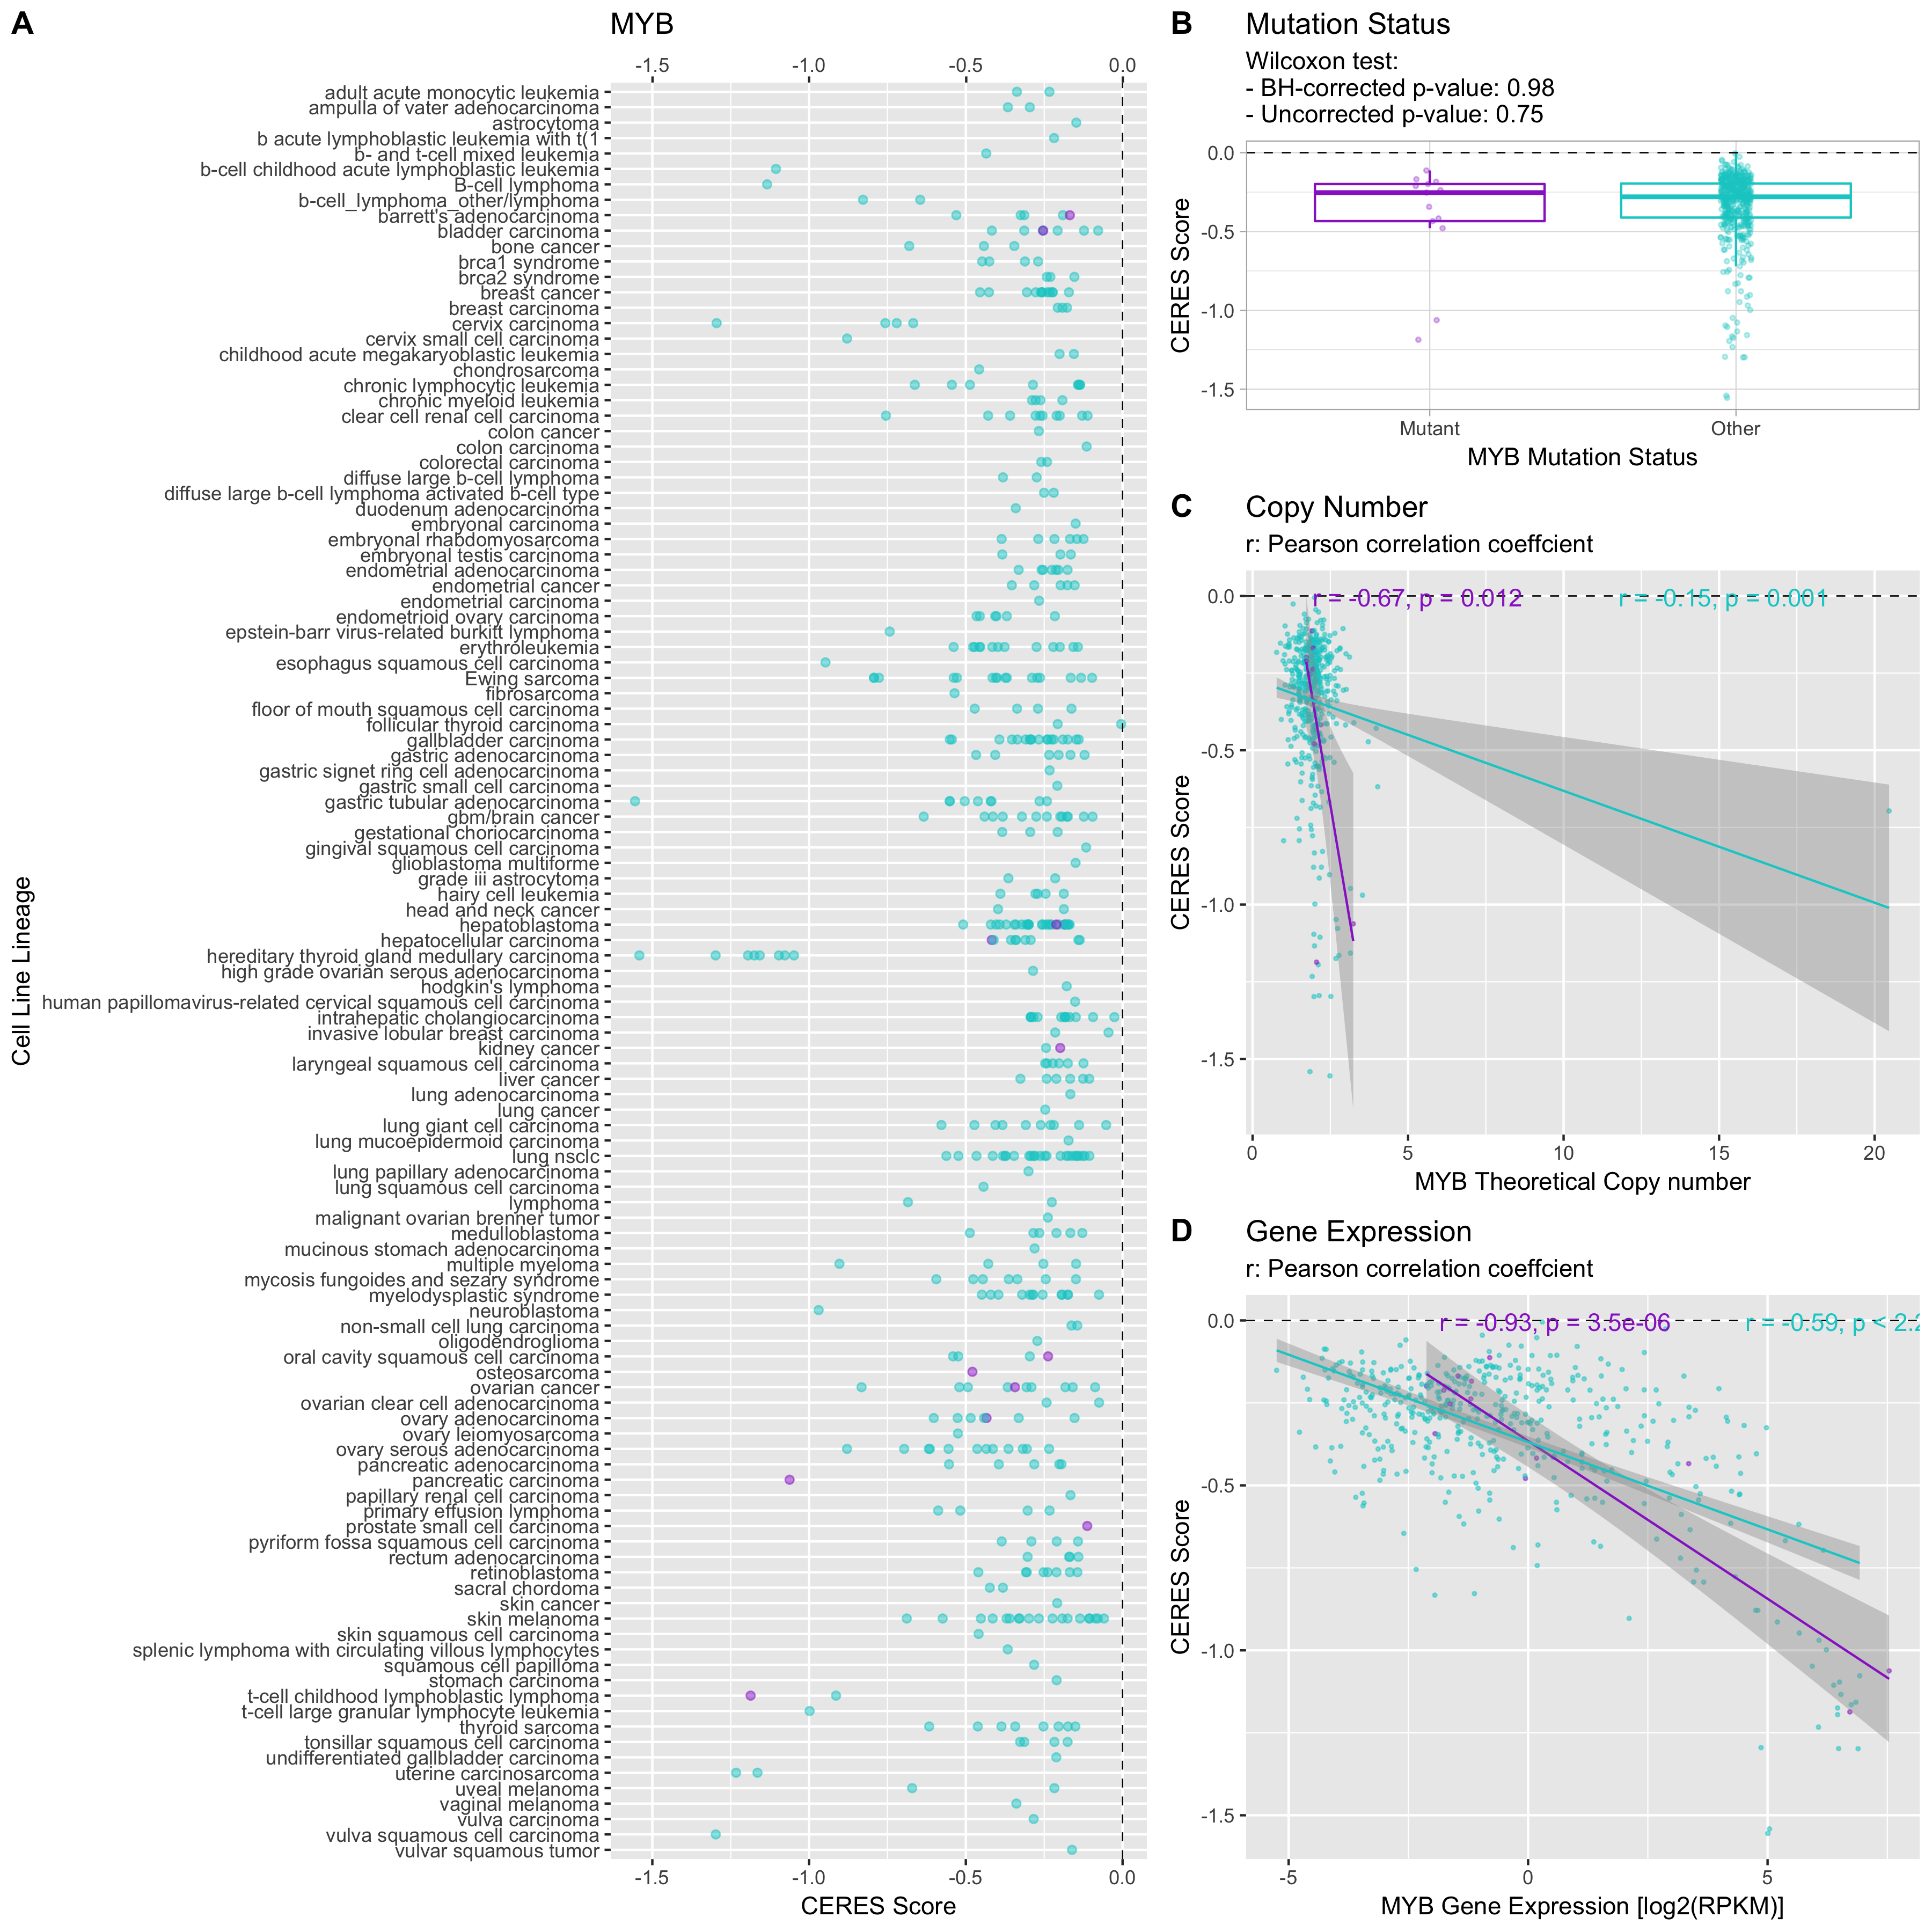 A
MYB
-1.5 -1.0 -0.5 0.0
Cell Line Lineage
adult acute monocytic leukemia
ampulla of vater adenocarcinoma
astrocytoma
b acute lymphoblastic leukemia with t(1
b- and t-cell mixed leukemia
b-cell childhood acute lymphoblastic leukemia
B-cell lymphoma
b-cell_lymphoma_other/lymphoma
barrett's adenocarcinoma
bladder carcinoma
bone cancer
brca1 syndrome
brca2 syndrome
breast cancer
breast carcinoma
cervix carcinoma
cervix small cell carcinoma
childhood acute megakaryoblastic leukemia
chondrosarcoma
chronic lymphocytic leukemia
chronic myeloid leukemia
clear cell renal cell carcinoma
colon cancer
colon carcinoma
colorectal carcinoma
diffuse large b-cell lymphoma
diffuse large b-cell lymphoma activated b-cell type
duodenum adenocarcinoma
embryonal carcinoma
embryonal rhabdomyosarcoma
embryonal testis carcinoma
endometrial adenocarcinoma
endometrial cancer
endometrial carcinoma
endometrioid ovary carcinoma
epstein-barr virus-related burkitt lymphoma
erythroleukemia
esophagus squamous cell carcinoma
Ewing sarcoma
fibrosarcoma
floor of mouth squamous cell carcinoma
follicular thyroid carcinoma
gallbladder carcinoma
gastric adenocarcinoma
gastric signet ring cell adenocarcinoma
gastric small cell carcinoma
gastric tubular adenocarcinoma
gbm/brain cancer
gestational choriocarcinoma
gingival squamous cell carcinoma
glioblastoma multiforme
grade iii astrocytoma
hairy cell leukemia
head and neck cancer
hepatoblastoma
hepatocellular carcinoma
hereditary thyroid gland medullary carcinoma
high grade ovarian serous adenocarcinoma
hodgkin's lymphoma
human papillomavirus-related cervical squamous cell carcinoma
intrahepatic cholangiocarcinoma
invasive lobular breast carcinoma
kidney cancer
laryngeal squamous cell carcinoma
liver cancer
lung adenocarcinoma
lung cancer
lung giant cell carcinoma
lung mucoepidermoid carcinoma
lung nsclc
lung papillary adenocarcinoma
lung squamous cell carcinoma
lymphoma
malignant ovarian brenner tumor
medulloblastoma
mucinous stomach adenocarcinoma
multiple myeloma
mycosis fungoides and sezary syndrome
myelodysplastic syndrome
neuroblastoma
non-small cell lung carcinoma
oligodendroglioma
oral cavity squamous cell carcinoma
osteosarcoma
ovarian cancer
ovarian clear cell adenocarcinoma
ovary adenocarcinoma
ovary leiomyosarcoma
ovary serous adenocarcinoma
pancreatic adenocarcinoma
pancreatic carcinoma
papillary renal cell carcinoma
primary effusion lymphoma
prostate small cell carcinoma
pyriform fossa squamous cell carcinoma
rectum adenocarcinoma
retinoblastoma
sacral chordoma
skin cancer
skin melanoma
skin squamous cell carcinoma
splenic lymphoma with circulating villous lymphocytes
squamous cell papilloma
stomach carcinoma
t-cell childhood lymphoblastic lymphoma
t-cell large granular lymphocyte leukemia
thyroid sarcoma
tonsillar squamous cell carcinoma
undifferentiated gallbladder carcinoma
uterine carcinosarcoma
uveal melanoma
vaginal melanoma
vulva carcinoma
vulva squamous cell carcinoma
vulvar squamous tumor
-1.5 -1.0 -0.5 0.0
CERES Score
B
Mutation Status
Wilcoxon test:
- BH-corrected p-value: 0.98
- Uncorrected p-value: 0.75
CERES Score
0.0
-0.5
-1.0
-1.5
Mutant Other
MYB Mutation Status
C
Copy Number
r: Pearson correlation coeffcient
CERES Score
r = -0.67, p = 0.012 r = -0.15, p = 0.001
0.0
-0.5
-1.0
-1.5
0 5 10 15 20
MYB Theoretical Copy number
D
Gene Expression
r: Pearson correlation coeffcient
CERES Score
r = -0.93, p = 3.5e-06 r = -0.59, p < 2.2
0.0
-0.5
-1.0
-1.5
-5 0 5
MYB Gene Expression [log2(RPKM)]